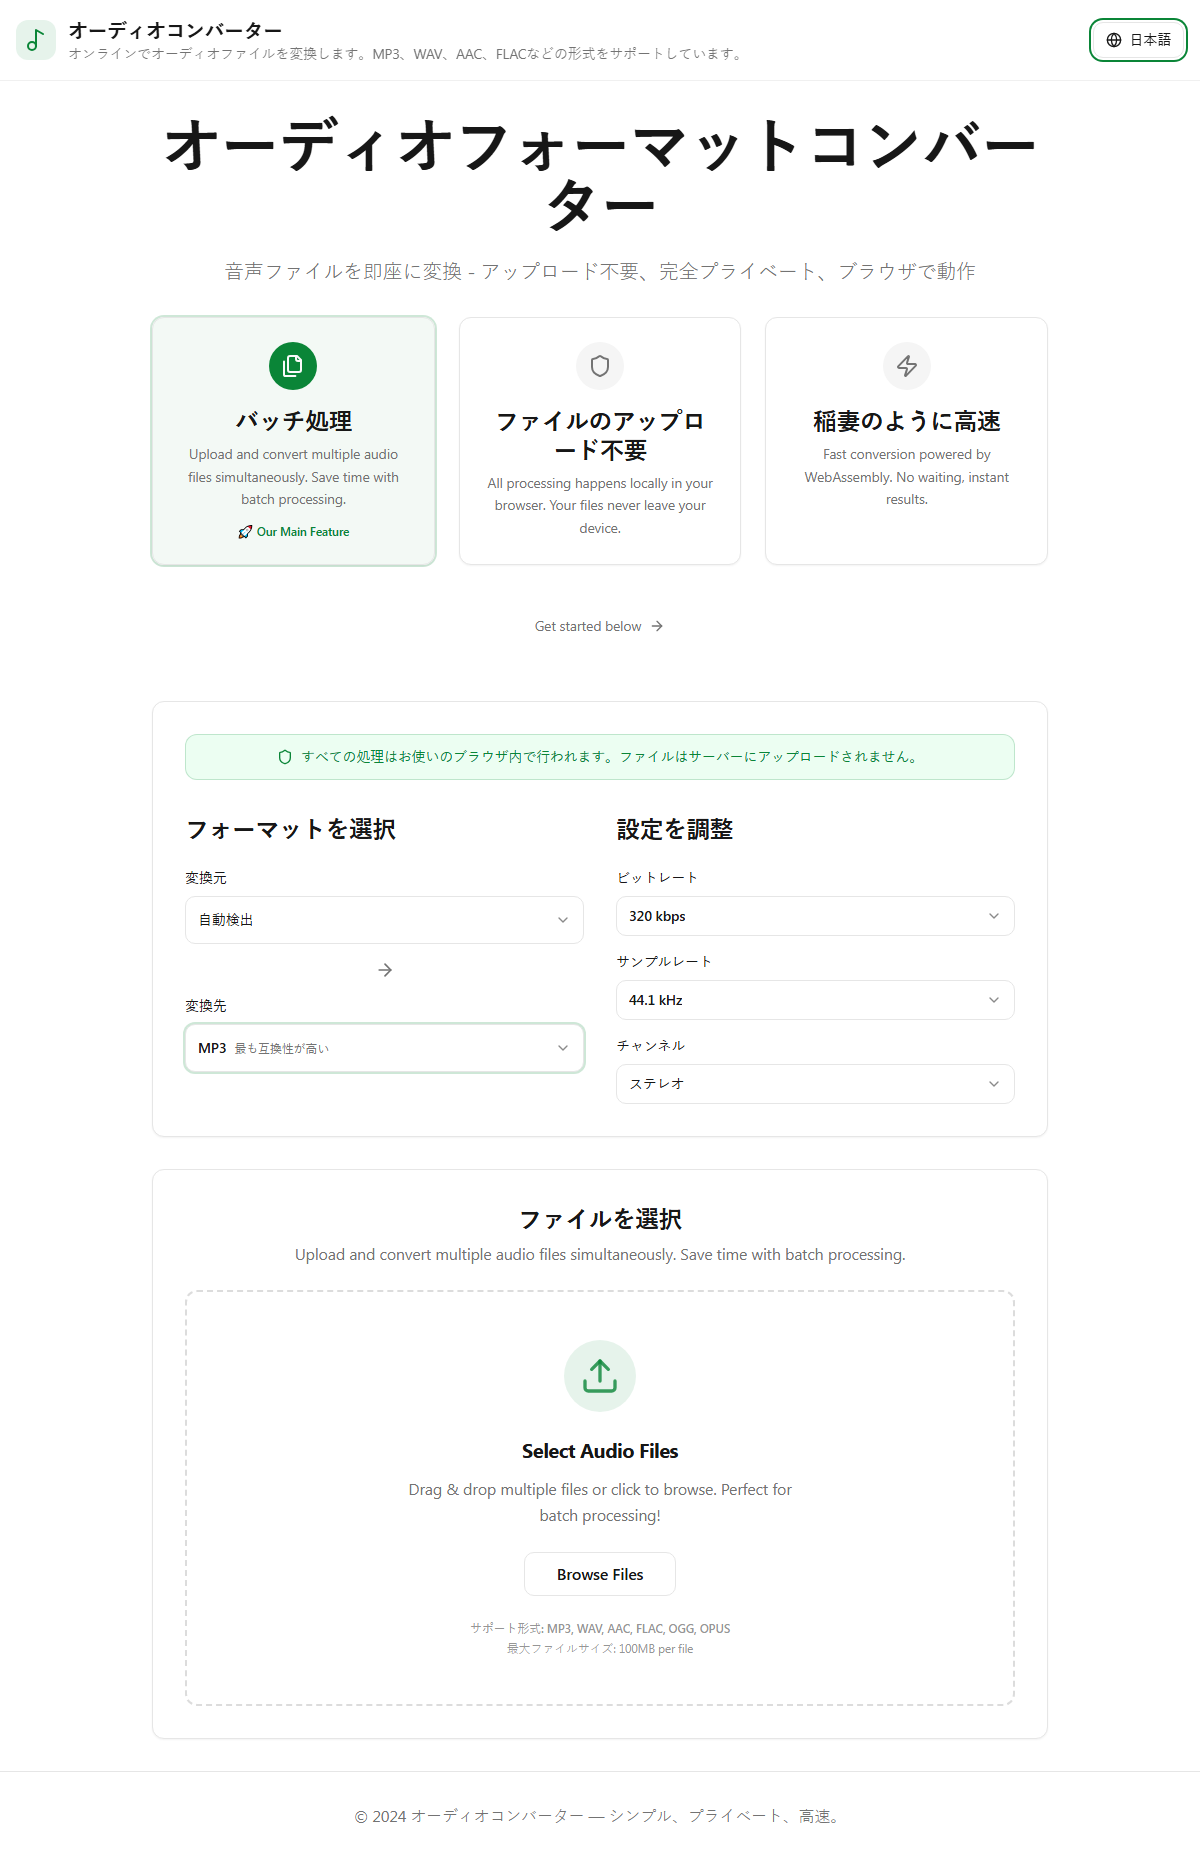 オーディオコンバーター
オンラインでオーディオファイルを変換します。MP3、WAV、AAC、FLACなどの形式をサポートしています。
日本語
オーディオフォーマットコンバー
ター
音声ファイルを即座に変換 - アップロード不要、完全プライベート、ブラウザで動作
バッチ処理
Upload and convert multiple audio
files simultaneously. Save time with
batch processing.
🚀 Our Main Feature
ファイルのアップロ
ード不要
All processing happens locally in your
browser. Your files never leave your
device.
稲妻のように高速
Fast conversion powered by
WebAssembly. No waiting, instant
results.
Get started below
すべての処理はお使いのブラウザ内で行われます。ファイルはサーバーにアップロードされません。
フォーマットを選択
変換元
自動検出
変換先
MP3 最も互換性が高い
設定を調整
ビットレート
320 kbps
サンプルレート
44.1 kHz
チャンネル
ステレオ
ファイルを選択
Upload and convert multiple audio files simultaneously. Save time with batch processing.
Select Audio Files
Drag & drop multiple files or click to browse. Perfect for
batch processing!
Browse Files
サポート形式: MP3, WAV, AAC, FLAC, OGG, OPUS
最大ファイルサイズ: 100MB per file
© 2024 オーディオコンバーター — シンプル、プライベート、高速。